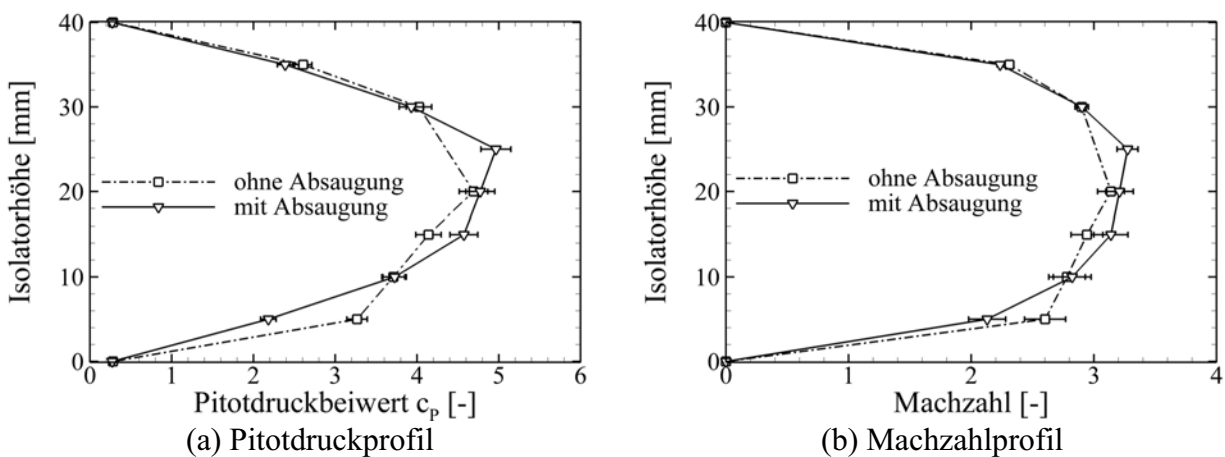 40
30
20
10
0
Isolatorhöhe [mm]
ohne Absaugung
mit Absaugung
0 1 2 3 4 5 6
Pitotdruckbeiwert cP [-]
(a) Pitotdruckprofil
40
30
20
10
0
Isolatorhöhe [mm]
ohne Absaugung
mit Absaugung
0 1 2 3 4
Machzahl [-]
(b) Machzahlprofil